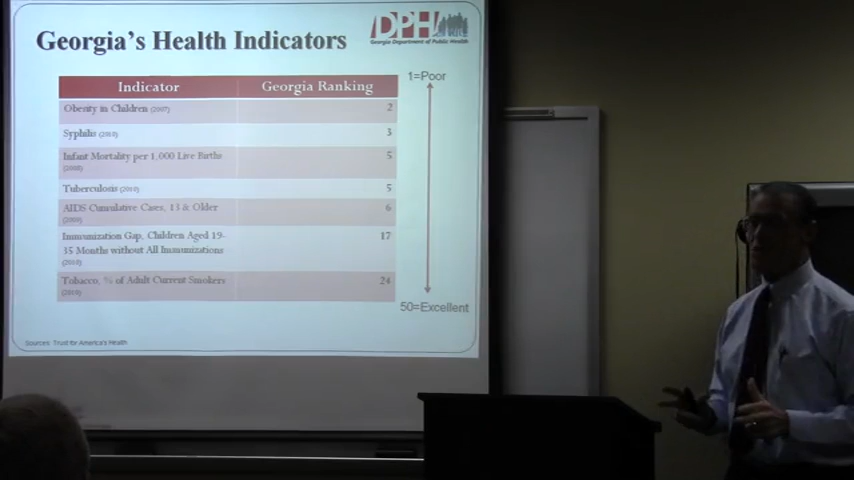 DPH
Georgia Department of Public Health
Georgia's Health Indicators
Indicator Georgia Ranking
1=Poor
Obesity in Children (2007) 2
Syphilis 3
Infant Mortality per 1,000 Live Births 5
Tuberculosis 5
AIDS Cumulative Cases, 13 & Older 6
Immunization Gap, Children Aged 19- 17
35 Months without All Immunizations
Tobacco, % of Adult Current Smokers 24
50=Excellent
Sources: Trust for America's Health